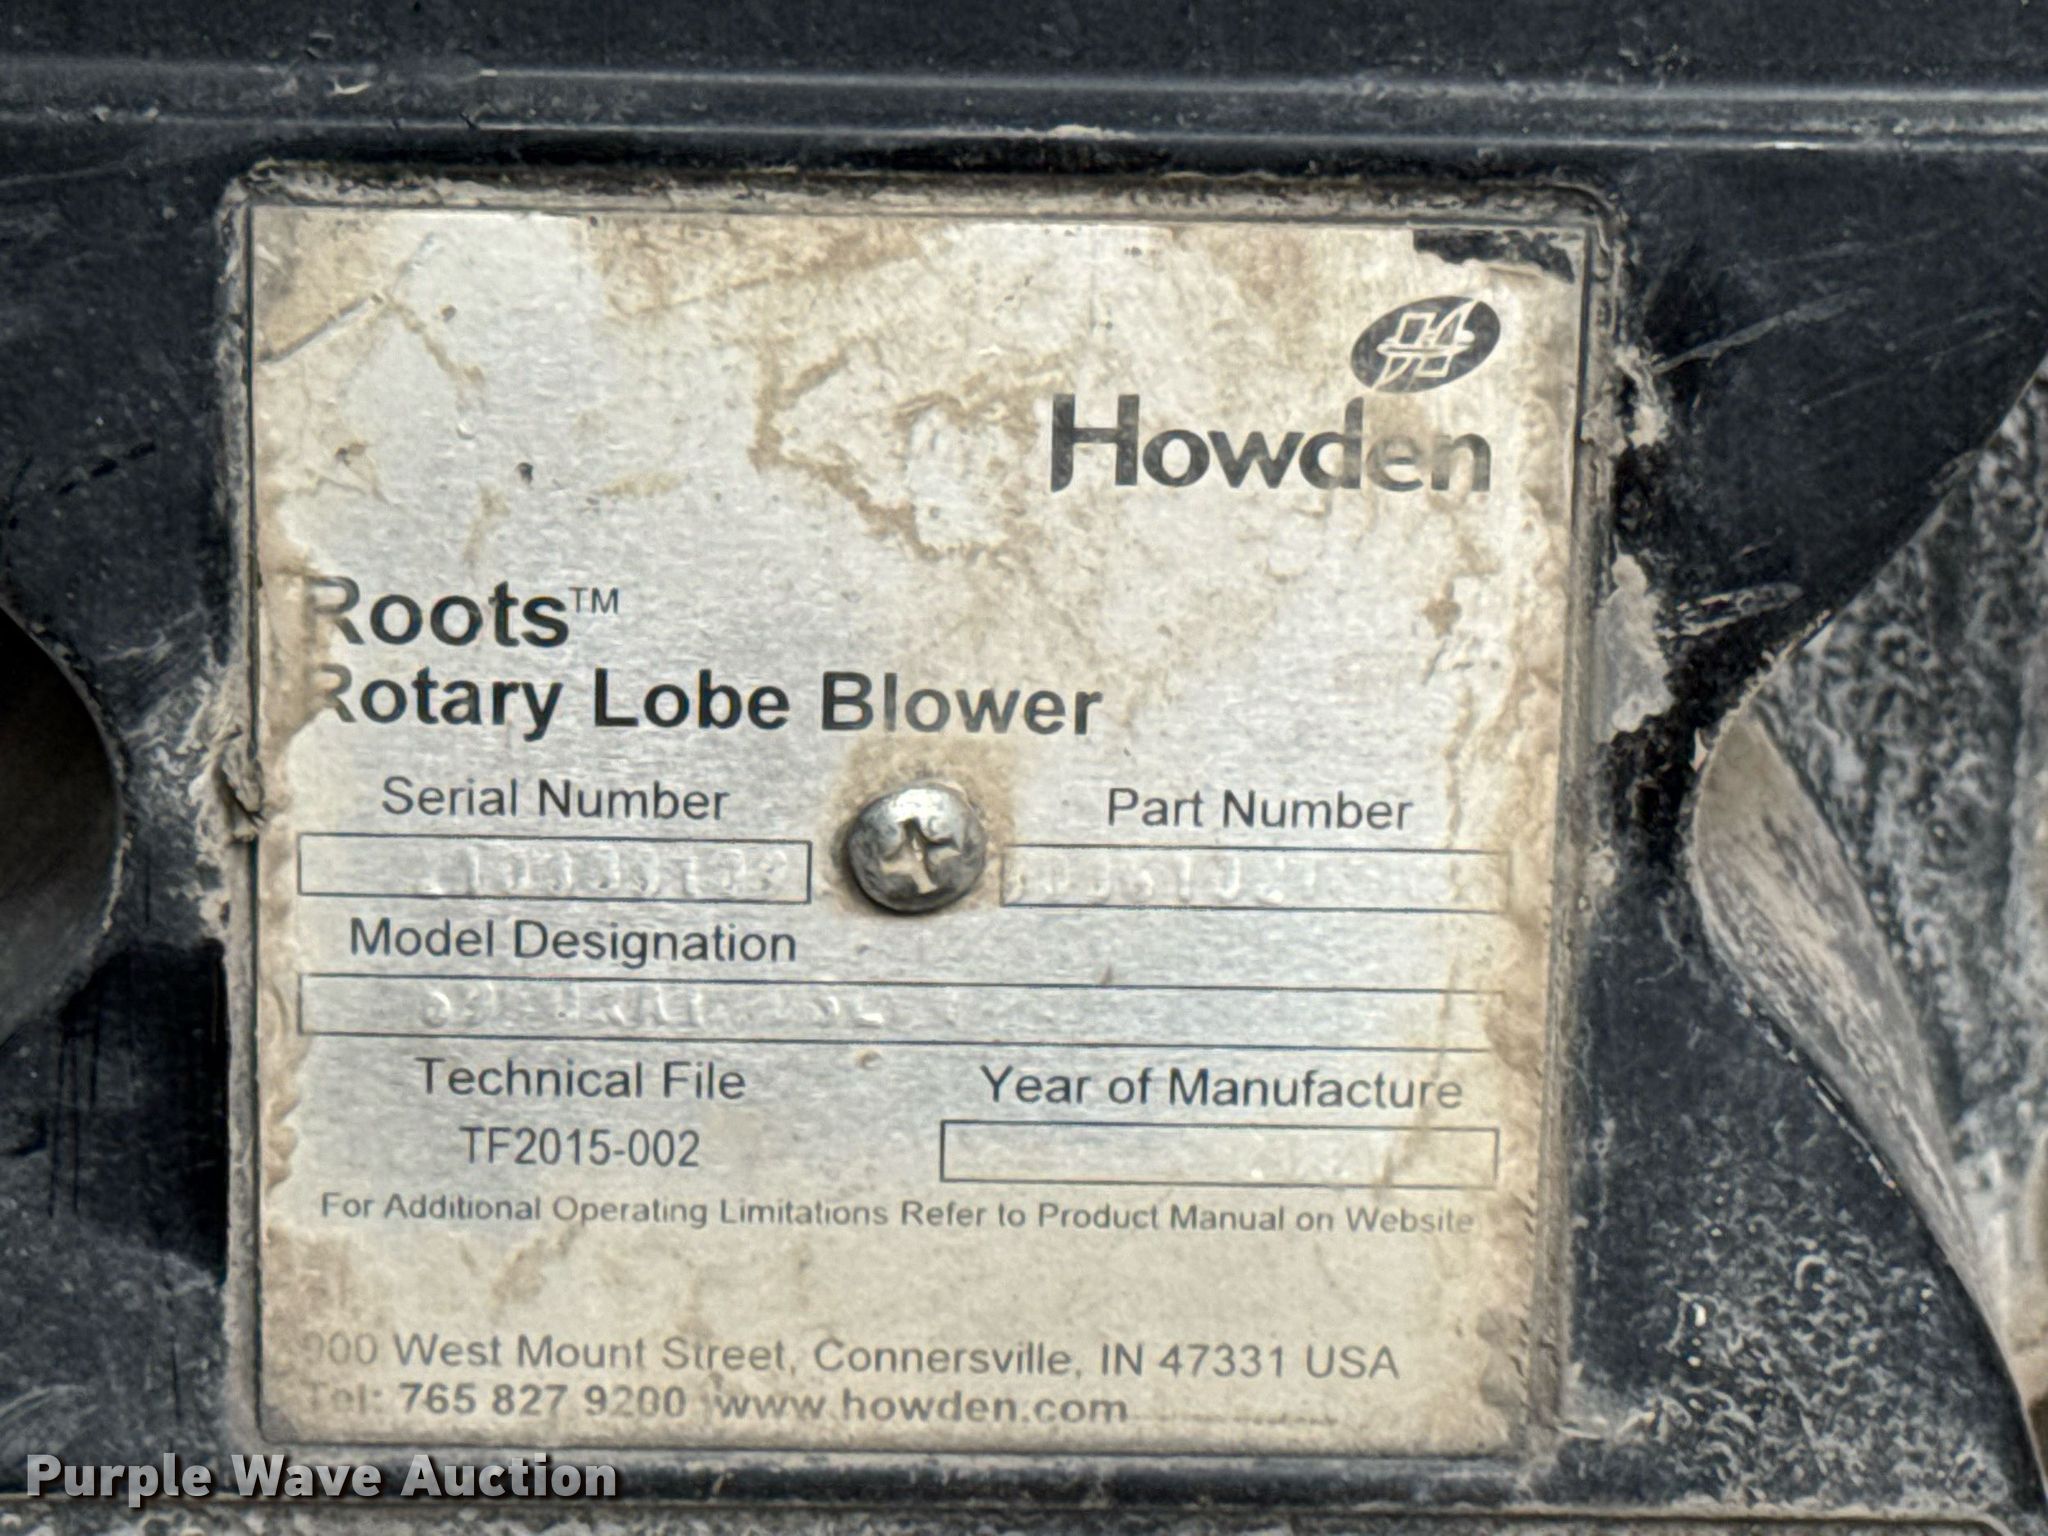 Howden
Roots™
Rotary Lobe Blower
Serial Number
Part Number
Model Designation
Technical File
Year of Manufacture
TF2015-002
For Additional Operating Limitations Refer to Product Manual on Website
900 West Mount Street, Connersville, IN 47331 USA
Tel: 765 827 9200 www.howden.com
Purple Wave Auction